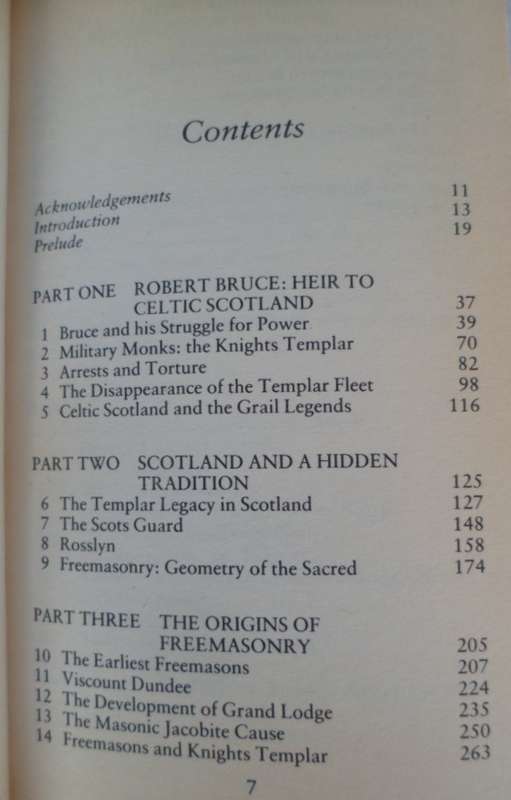 Contents
Acknowledgements 11
Introduction 13
Prelude 19
PART ONE ROBERT BRUCE: HEIR TO
CELTIC SCOTLAND 37
1 Bruce and his Struggle for Power 39
2 Military Monks: the Knights Templar 70
3 Arrests and Torture 82
4 The Disappearance of the Templar Fleet 98
5 Celtic Scotland and the Grail Legends 116
PART TWO SCOTLAND AND A HIDDEN
TRADITION 125
6 The Templar Legacy in Scotland 127
7 The Scots Guard 148
8 Rosslyn 158
9 Freemasonry: Geometry of the Sacred 174
PART THREE THE ORIGINS OF
FREEMASONRY 205
10 The Earliest Freemasons 207
11 Viscount Dundee 224
12 The Development of Grand Lodge 235
13 The Masonic Jacobite Cause 250
14 Freemasons and Knights Templar 263
7